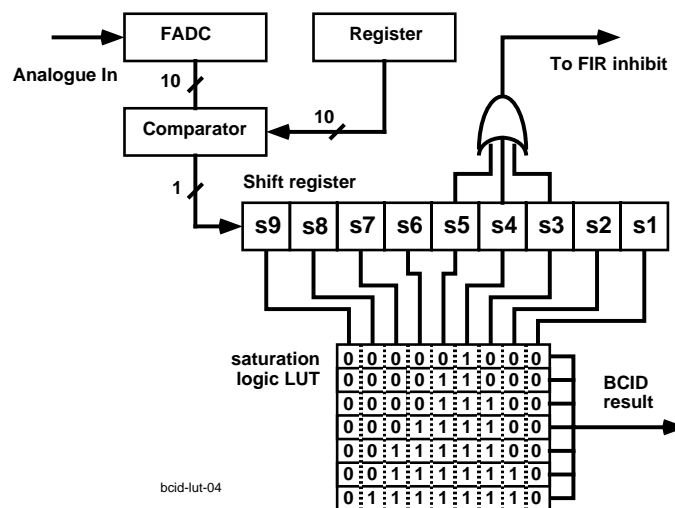 FADC
Register
Analogue In
10
To FIR inhibit
Comparator
10
1
Shift register
s9 s8 s7 s6 s5 s4 s3 s2 s1
saturation
logic LUT
0 0 0 0 0 1 0 0 0
0 0 0 0 1 1 0 0 0
0 0 0 0 1 1 1 0 0
0 0 0 1 1 1 1 0 0
0 0 1 1 1 1 1 0 0
0 0 1 1 1 1 1 1 0
0 1 1 1 1 1 1 1 0
BCID
result
bcid-lut-04